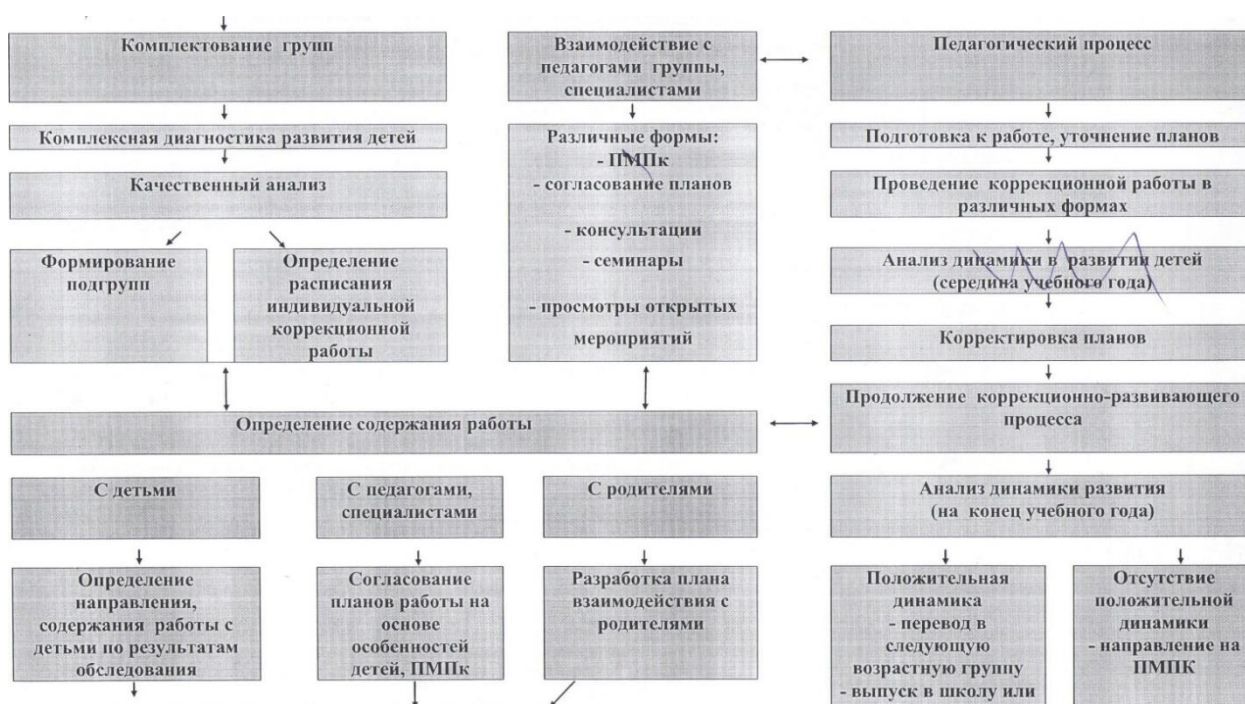 Комплектование групп
Комплексная диагностика развития детей
Качественный анализ
Формирование
подгрупп
Определение
расписания
индивидуальной
коррекционной
работы
Взаимодействие с
педагогами группы,
специалистами
Различные формы:
- ПМПк
- согласование планов
- консультации
- семинары
- просмотры открытых
мероприятий
Определение содержания работы
С детьми
Определение
направления,
содержания работы с
детьми по результатам
обследования
С педагогами,
специалистами
Согласование
планов работы на
основе
особенностей
детей, ПМПк
С родителями
Разработка плана
взаимодействия с
родителями
Педагогический процесс
Подготовка к работе, уточнение планов
Проведение коррекционной работы в
различных формах
Анализ динамики в развитии детей
(середина учебного года)
Корректировка планов
Продолжение коррекционно-развивающего
процесса
Анализ динамики развития
(на конец учебного года)
Положительная
динамика
- перевод в
следующую
возрастную группу
- выпуск в школу или
Отсутствие
положительной
динамики
- направление на
ПМПК